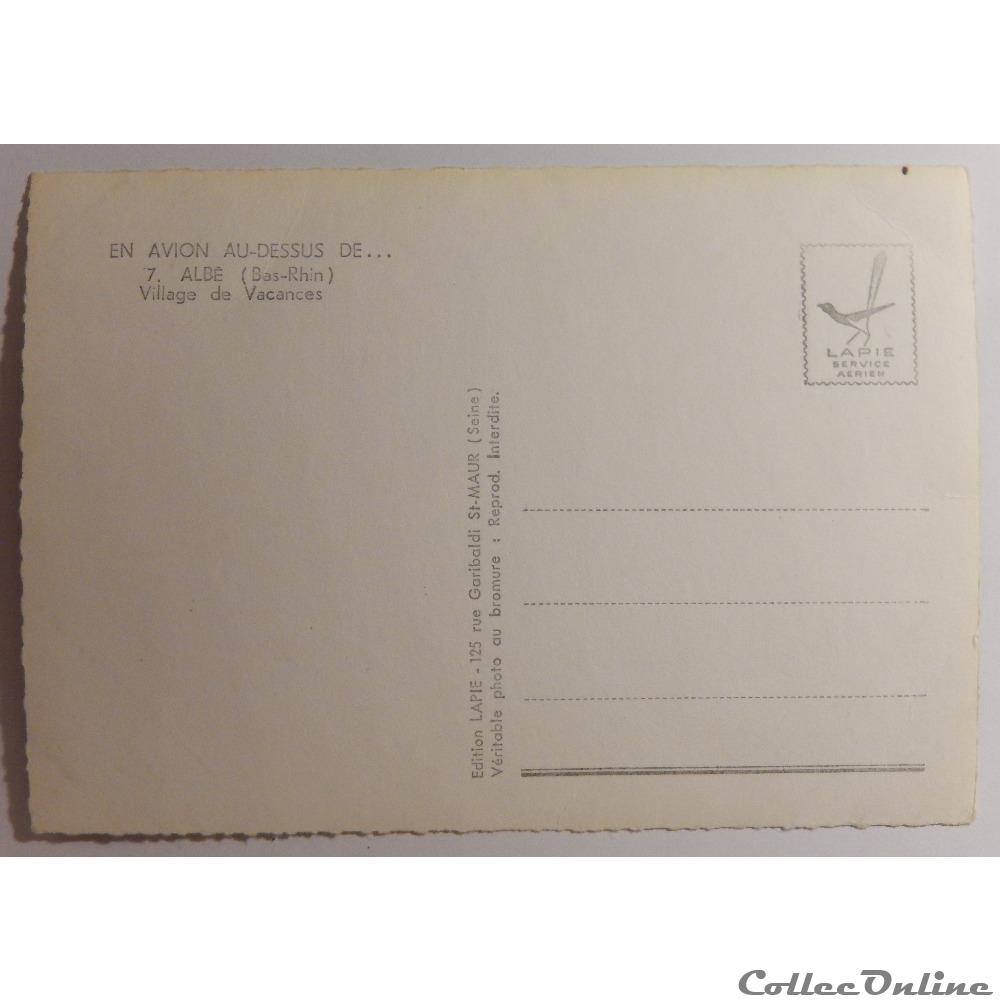 EN AVION AU-DESSUS DE...
7. ALBÉ (Bas-Rhin)
Village de Vacances
LAPIE
SERVICE
AERIEN
Edition LAPIE - 125 rue Garibaldi St-MAUR (Seine)
Véritable photo au bromure : Reprod. Interdite.
CollecOnline